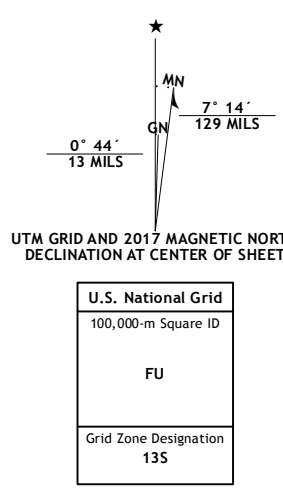 MN
GN
7° 14´
129 MILS
0° 44´
13 MILS
UTM GRID AND 2017 MAGNETIC NORT
DECLINATION AT CENTER OF SHEET
U.S. National Grid
100,000-m Square ID
FU
Grid Zone Designation
13S